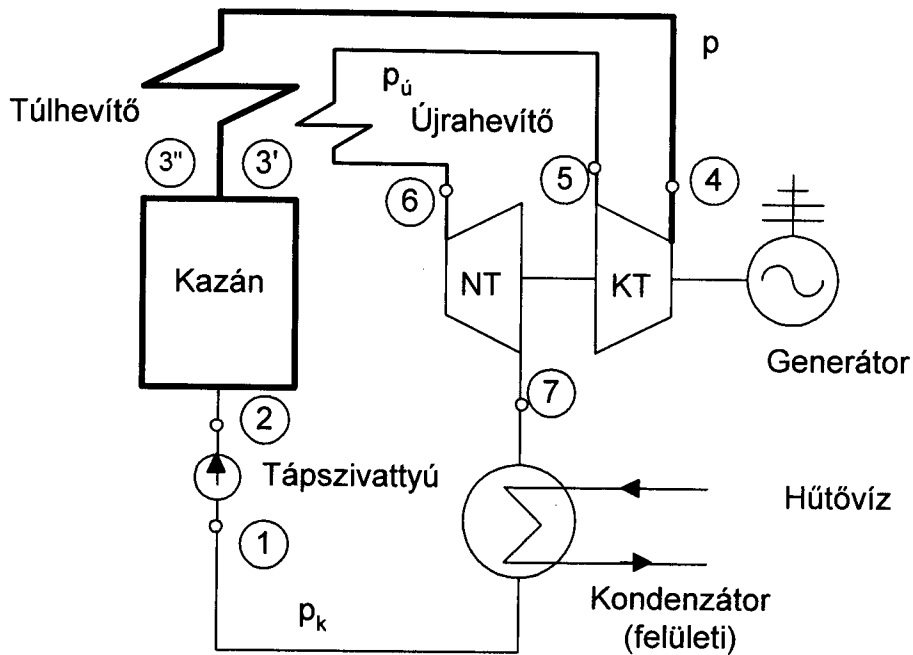 p
pú
Túlhevítő
Újrahevítő
3"
3'
5
4
6
Kazán
NT
KT
Generátor
7
2
Tápszivattyú
Hűtővíz
1
Kondenzátor
(felületi)
pk